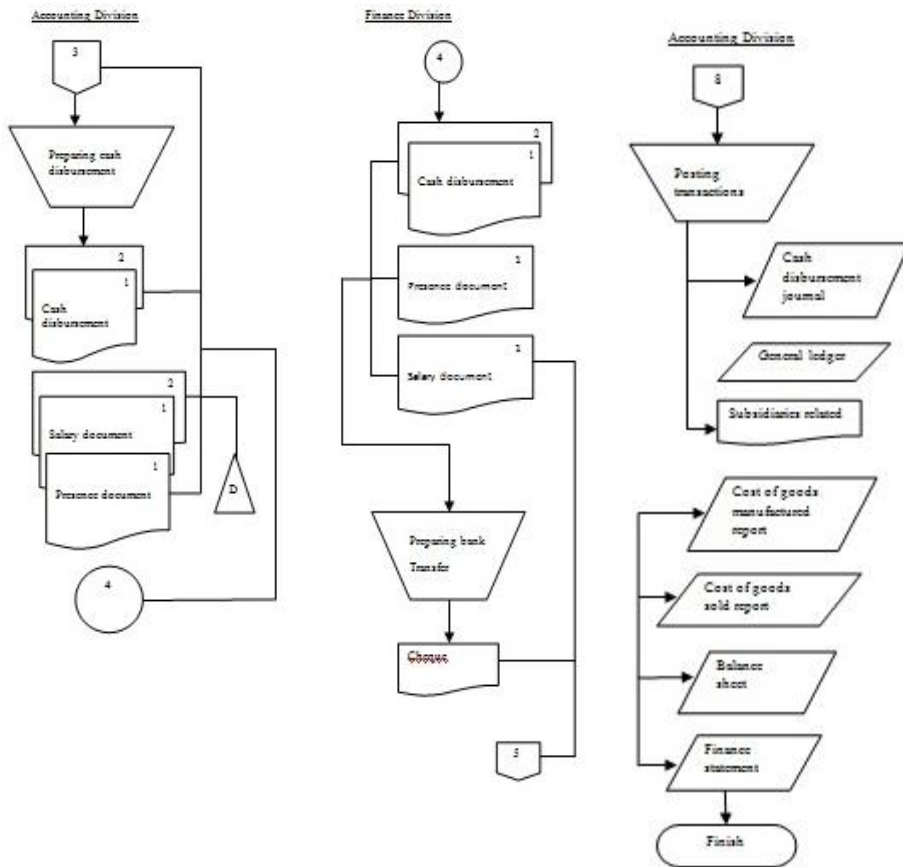 Accounting Division
3
Preparing cash
disbursement
2
1
Cash
disbursement
2
1
Salary document
1
Presence document
D
4
Finance Division
4
2
1
Cash disbursement
1
Presence document
1
Salary document
Preparing bank
Transfer
Cheque
5
Accounting Division
8
Posting
transactions
Cash
disbursement
journal
General ledger
Subsidiaries related
Cost of goods
manufactured
report
Cost of goods
sold report
Balance
sheet
Finance
statement
Finish